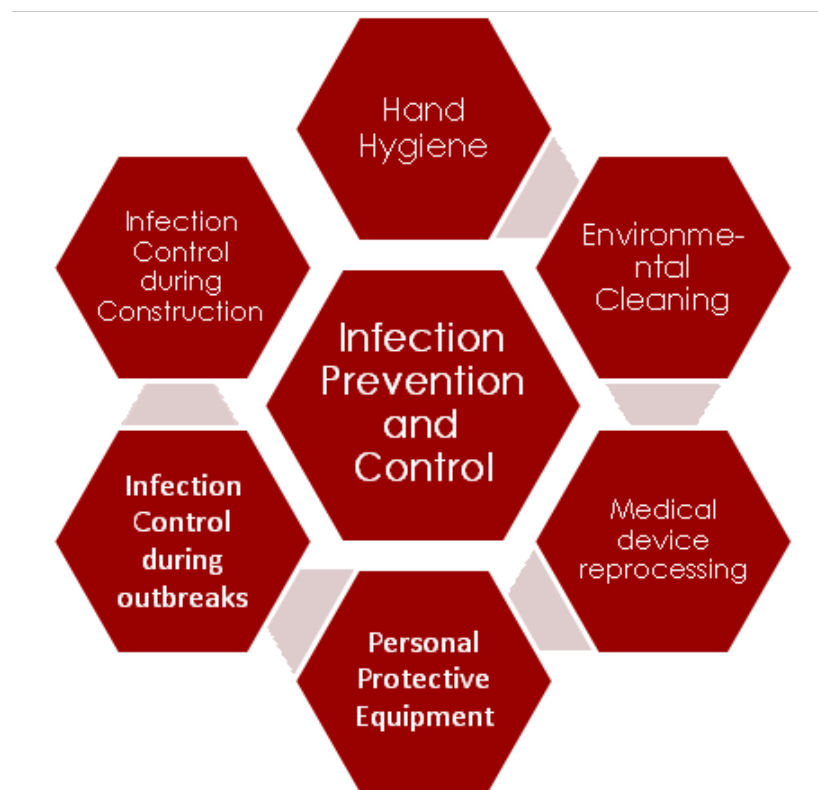 Hand
Hygiene
Environme-
ntal
Cleaning
Medical
device
reprocessing
Personal
Protective
Equipment
Infection
Control
during
outbreaks
Infection
Control
during
Construction
Infection
Prevention
and
Control